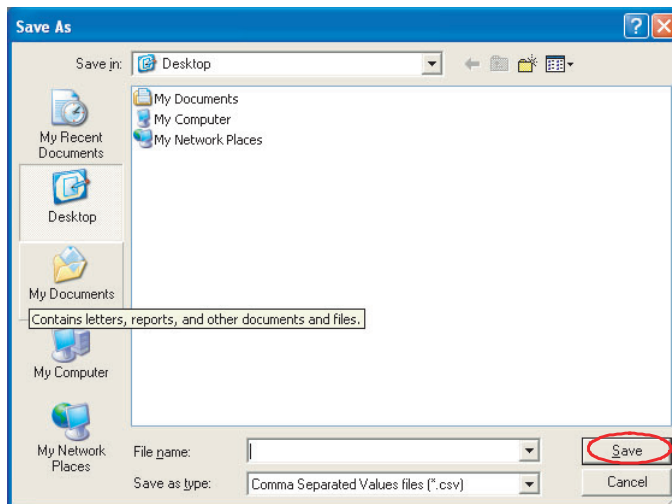 Save As
Save in:
Desktop
My Recent
Documents
Desktop
My Documents
My Computer
My Network
Places
My Documents
My Computer
My Network Places
Contains letters, reports, and other documents and files.
File name:
Save
Save as type:
Comma Separated Values files (*.csv)
Cancel